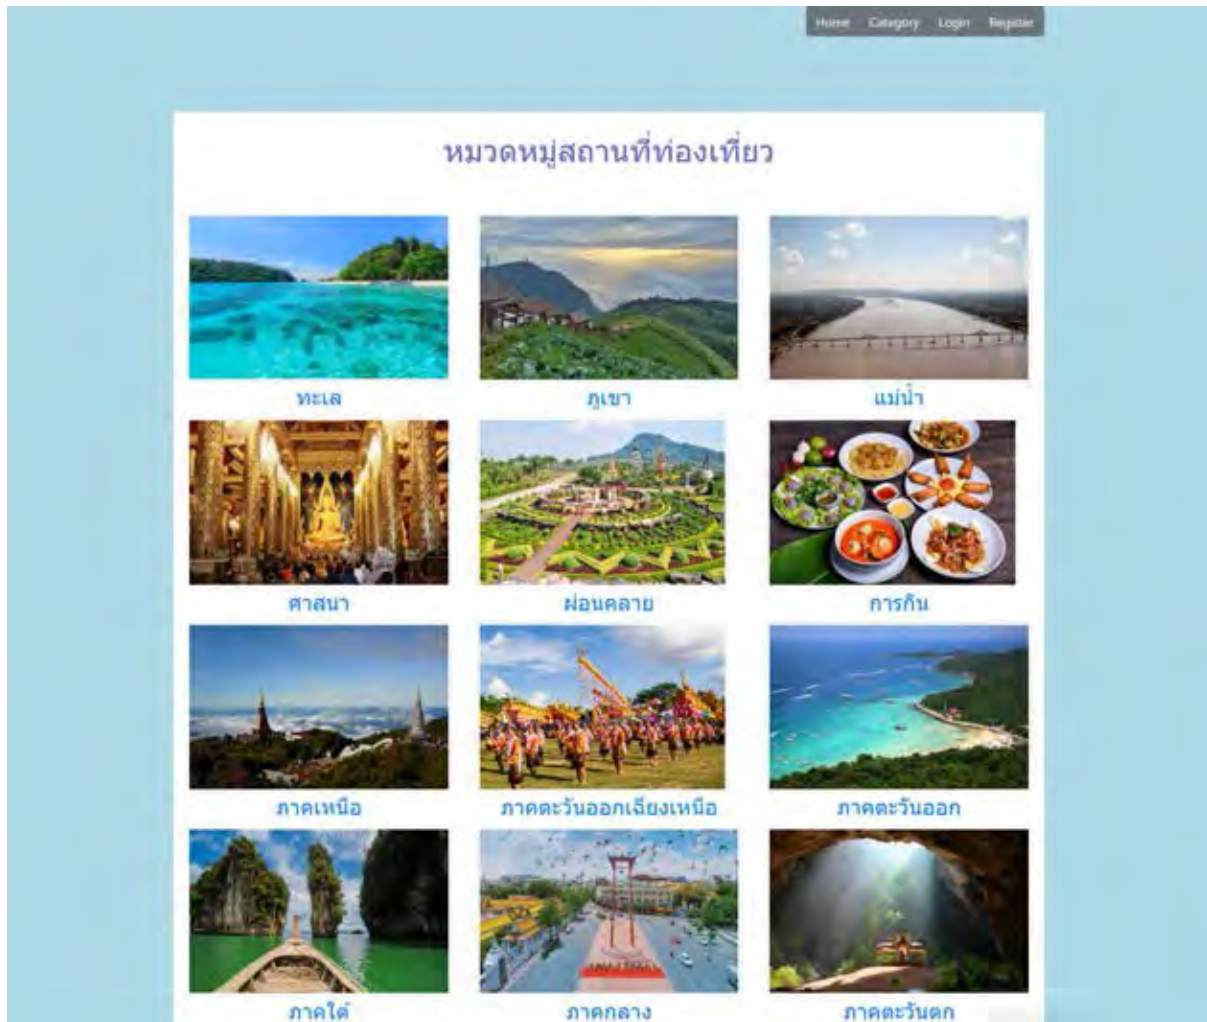 Home Category Login Register
หมวดหมู่สถานที่ท่องเที่ยว
ทะเล ภูเขา แม่น้ำ
ศาสนา ผ่อนคลาย การกิน
ภาคเหนือ ภาคตะวันออกเฉียงเหนือ ภาคตะวันออก
ภาคใต้ ภาคกลาง ภาคตะวันตก